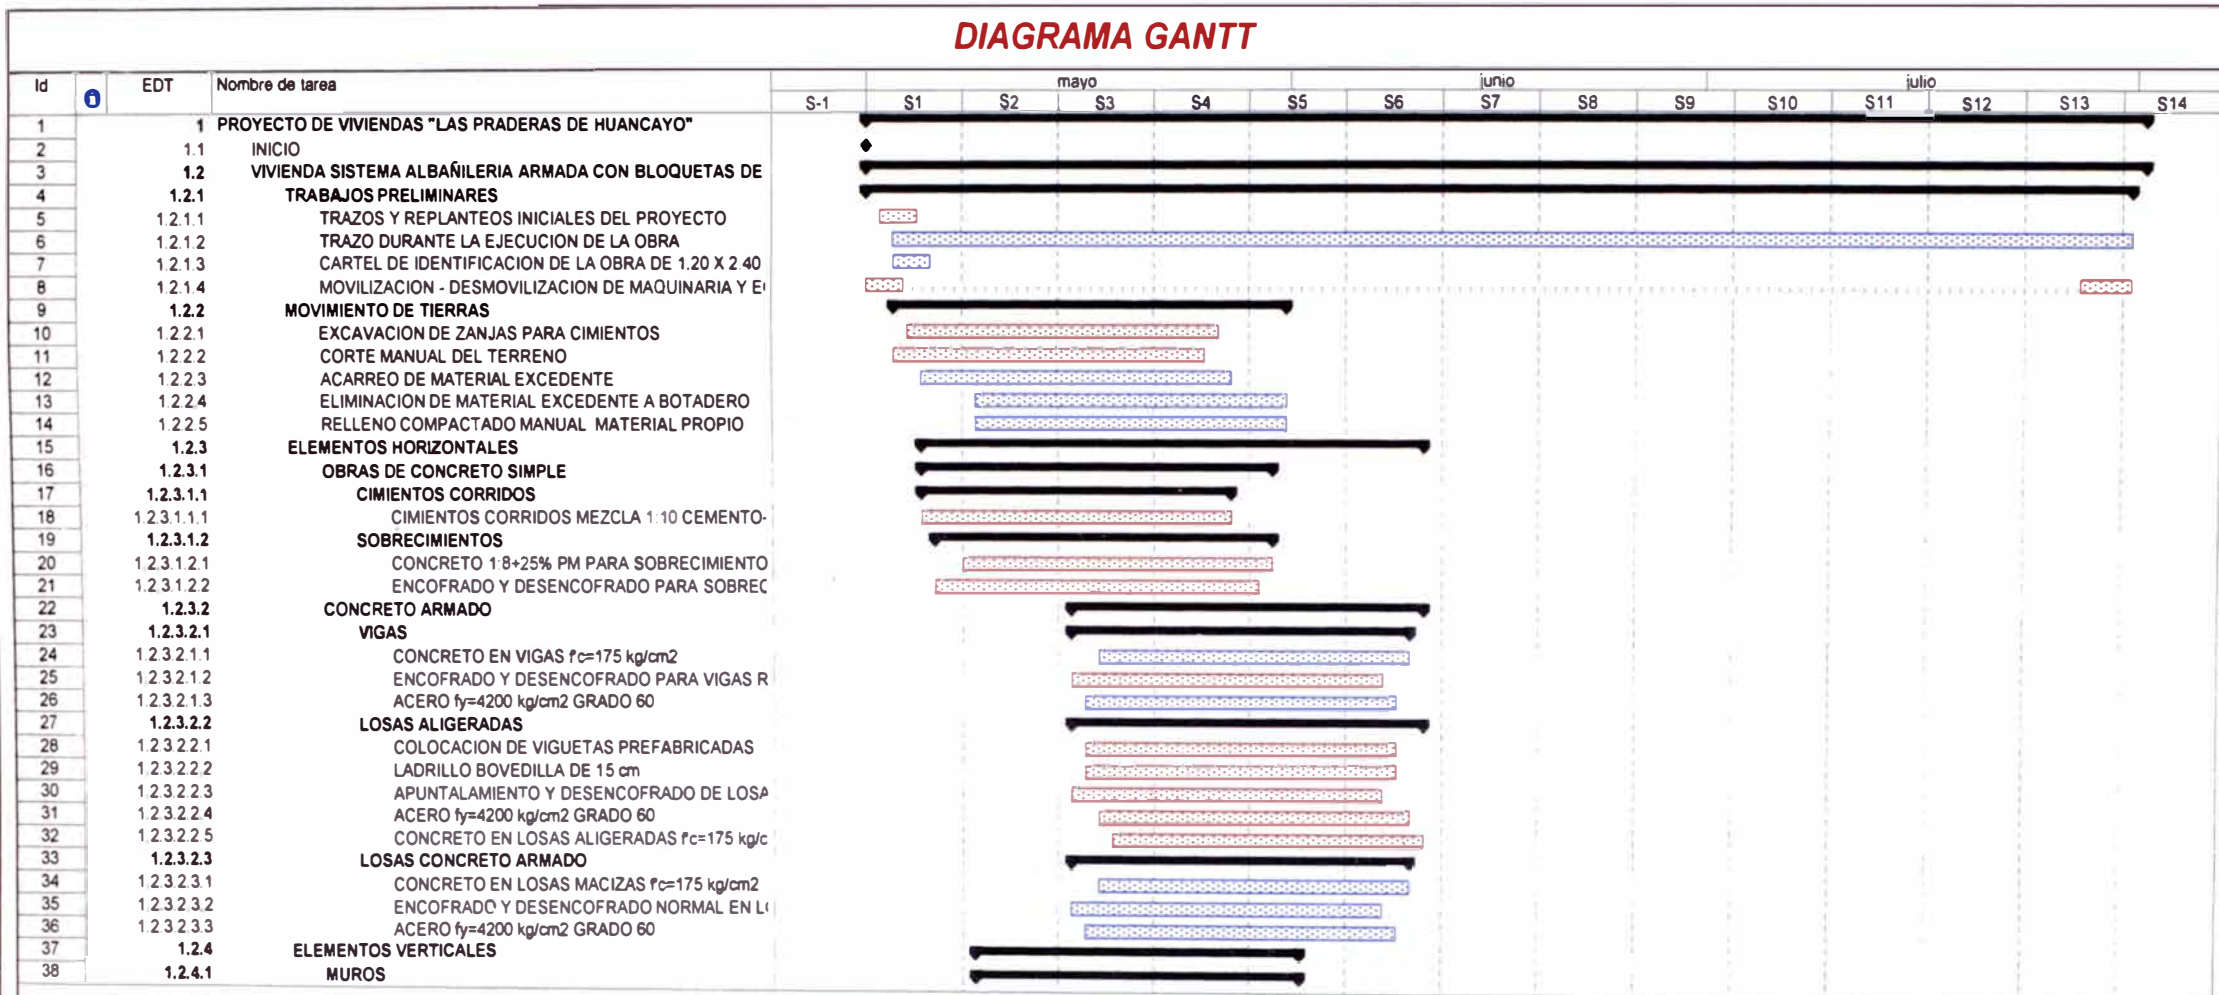 DIAGRAMA GANTT
Id EDT Nombre de tarea mayo junio julio
S-1 S1 S2 S3 S4 S5 S6 S7 S8 S9 S10 S11 S12 S13 S14
1 1 PROYECTO DE VIVIENDAS "LAS PRADERAS DE HUANCAYO"
2 1.1 INICIO
3 1.2 VIVIENDA SISTEMA ALBAÑILERIA ARMADA CON BLOQUETAS DE
4 1.2.1 TRABAJOS PRELIMINARES
5 1.2.1.1 TRAZOS Y REPLANTEOS INICIALES DEL PROYECTO
6 1.2.1.2 TRAZO DURANTE LA EJECUCION DE LA OBRA
7 1.2.1.3 CARTEL DE IDENTIFICACION DE LA OBRA DE 1.20 X 2.40
8 1.2.1.4 MOVILIZACION - DESMOVILIZACION DE MAQUINARIA Y
9 1.2.2 MOVIMIENTO DE TIERRAS
10 1.2.2.1 EXCAVACION DE ZANJAS PARA CIMIENTOS
11 1.2.2.2 CORTE MANUAL DEL TERRENO
12 1.2.2.3 ACARREO DE MATERIAL EXCEDENTE
13 1.2.2.4 ELIMINACION DE MATERIAL EXCEDENTE A BOTADERO
14 1.2.2.5 RELLENO COMPACTADO MANUAL MATERIAL PROPIO
15 1.2.3 ELEMENTOS HORIZONTALES
16 1.2.3.1 OBRAS DE CONCRETO SIMPLE
17 1.2.3.1.1 CIMIENTOS CORRIDOS
18 1.2.3.1.1.1 CIMIENTOS CORRIDOS MEZCLA 1:10 CEMENTO-
19 1.2.3.1.2 SOBRECIMIENTOS
20 1.2.3.1.2.1 CONCRETO 1:8+25% PM PARA SOBRECIMIENTO
21 1.2.3.1.2.2 ENCOFRADO Y DESENCOFRADO PARA SOBREC
22 1.2.3.2 CONCRETO ARMADO
23 1.2.3.2.1 VIGAS
24 1.2.3.2.1.1 CONCRETO EN VIGAS f'c=175 kg/cm2
25 1.2.3.2.1.2 ENCOFRADO Y DESENCOFRADO PARA VIGAS R
26 1.2.3.2.1.3 ACERO fy=4200 kg/cm2 GRADO 60
27 1.2.3.2.2 LOSAS ALIGERADAS
28 1.2.3.2.2.1 COLOCACION DE VIGUETAS PREFABRICADAS
29 1.2.3.2.2.2 LADRILLO BOVEDILLA DE 15 cm
30 1.2.3.2.2.3 APUNTALAMIENTO Y DESENCOFRADO DE LOSA
31 1.2.3.2.2.4 ACERO fy=4200 kg/cm2 GRADO 60
32 1.2.3.2.2.5 CONCRETO EN LOSAS ALIGERADAS f'c=175 kg/c
33 1.2.3.2.3 LOSAS CONCRETO ARMADO
34 1.2.3.2.3.1 CONCRETO EN LOSAS MACIZAS f'c=175 kg/cm2
35 1.2.3.2.3.2 ENCOFRADO Y DESENCOFRADO NORMAL EN
36 1.2.3.2.3.3 ACERO fy=4200 kg/cm2 GRADO 60
37 1.2.4 ELEMENTOS VERTICALES
38 1.2.4.1 MUROS